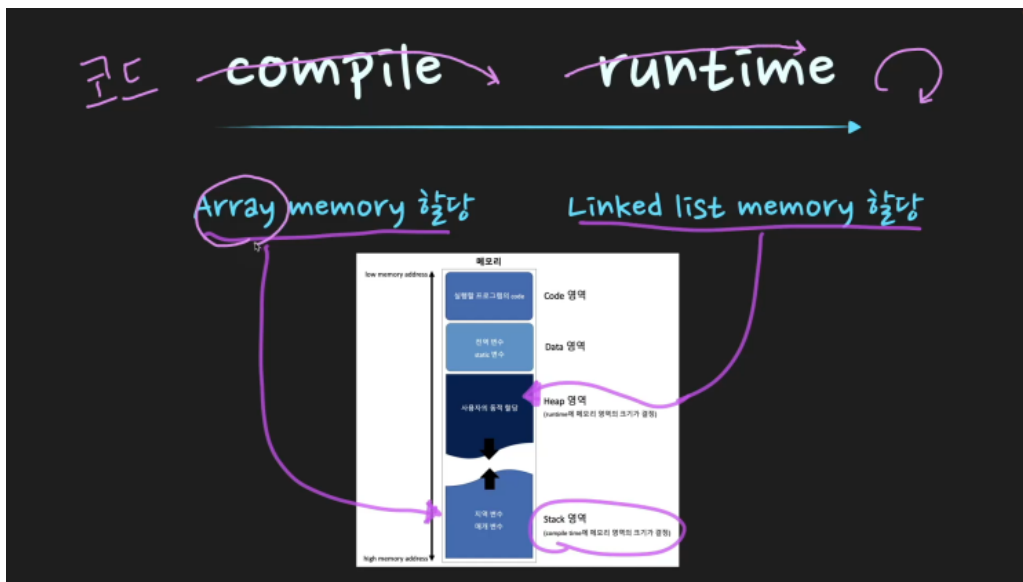 코드 compile runtime
Array memory 할당
Linked list memory 할당
메모리
low memory address
실행할 프로그램의 code
Code 영역
전역 변수
static 변수
Data 영역
사용자의 동적 할당
Heap 영역
(runtime에 메모리 영역의 크기가 결정)
지역 변수
매개 변수
Stack 영역
(compile time에 메모리 영역의 크기가 결정)
high memory address